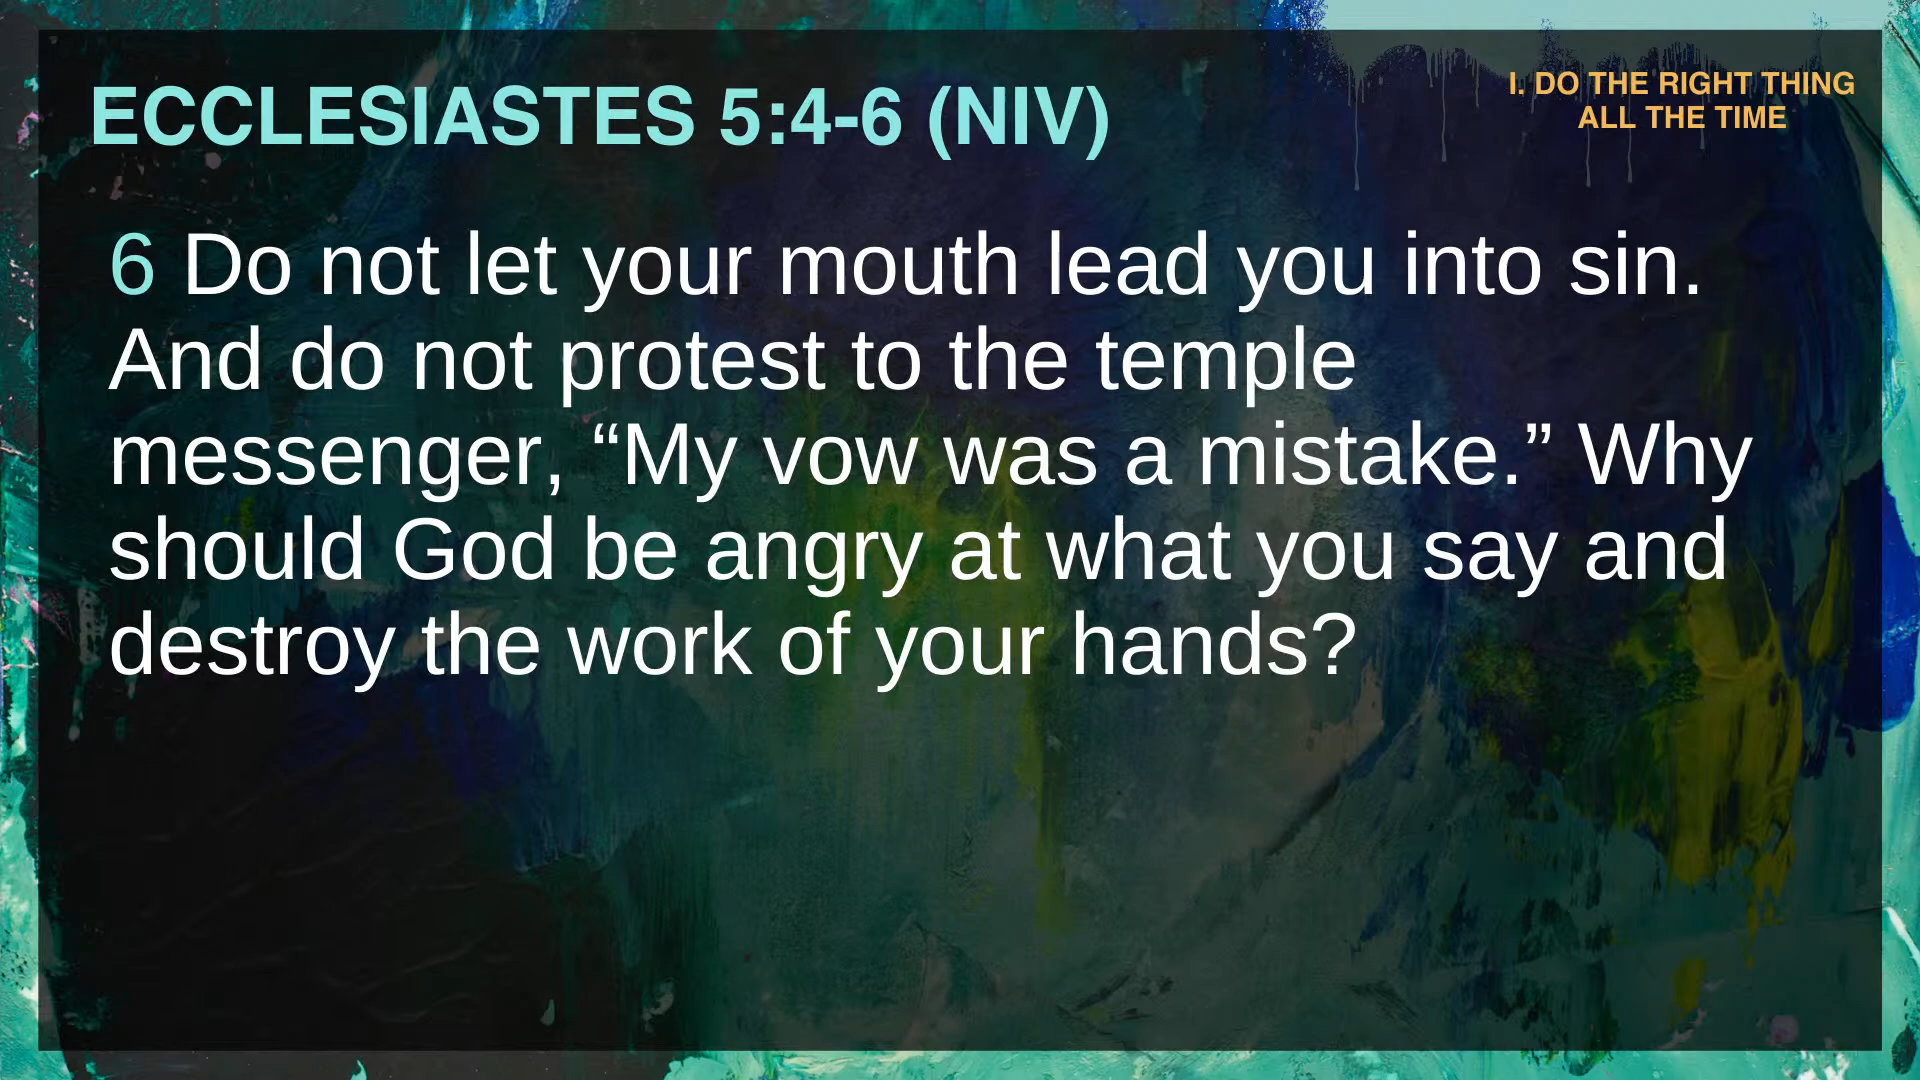 ECCLESIASTES 5:4-6 (NIV)
I. DO THE RIGHT THING
ALL THE TIME
6 Do not let your mouth lead you into sin.
And do not protest to the temple
messenger, “My vow was a mistake.” Why
should God be angry at what you say and
destroy the work of your hands?